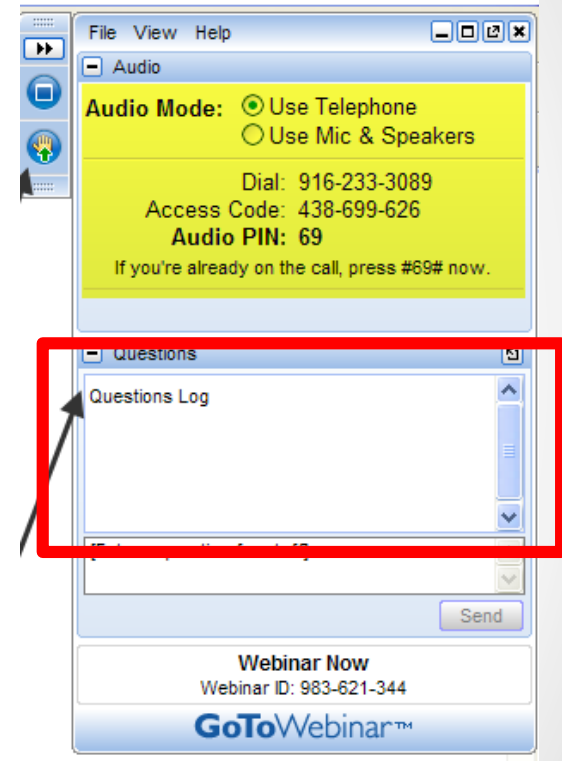 File View Help
Audio
Audio Mode: Use Telephone
Use Mic & Speakers
Dial: 916-233-3089
Access Code: 438-699-626
Audio PIN: 69
If you're already on the call, press #69# now.
Questions
Questions Log
Send
Webinar Now
Webinar ID: 983-621-344
GoToWebinar™